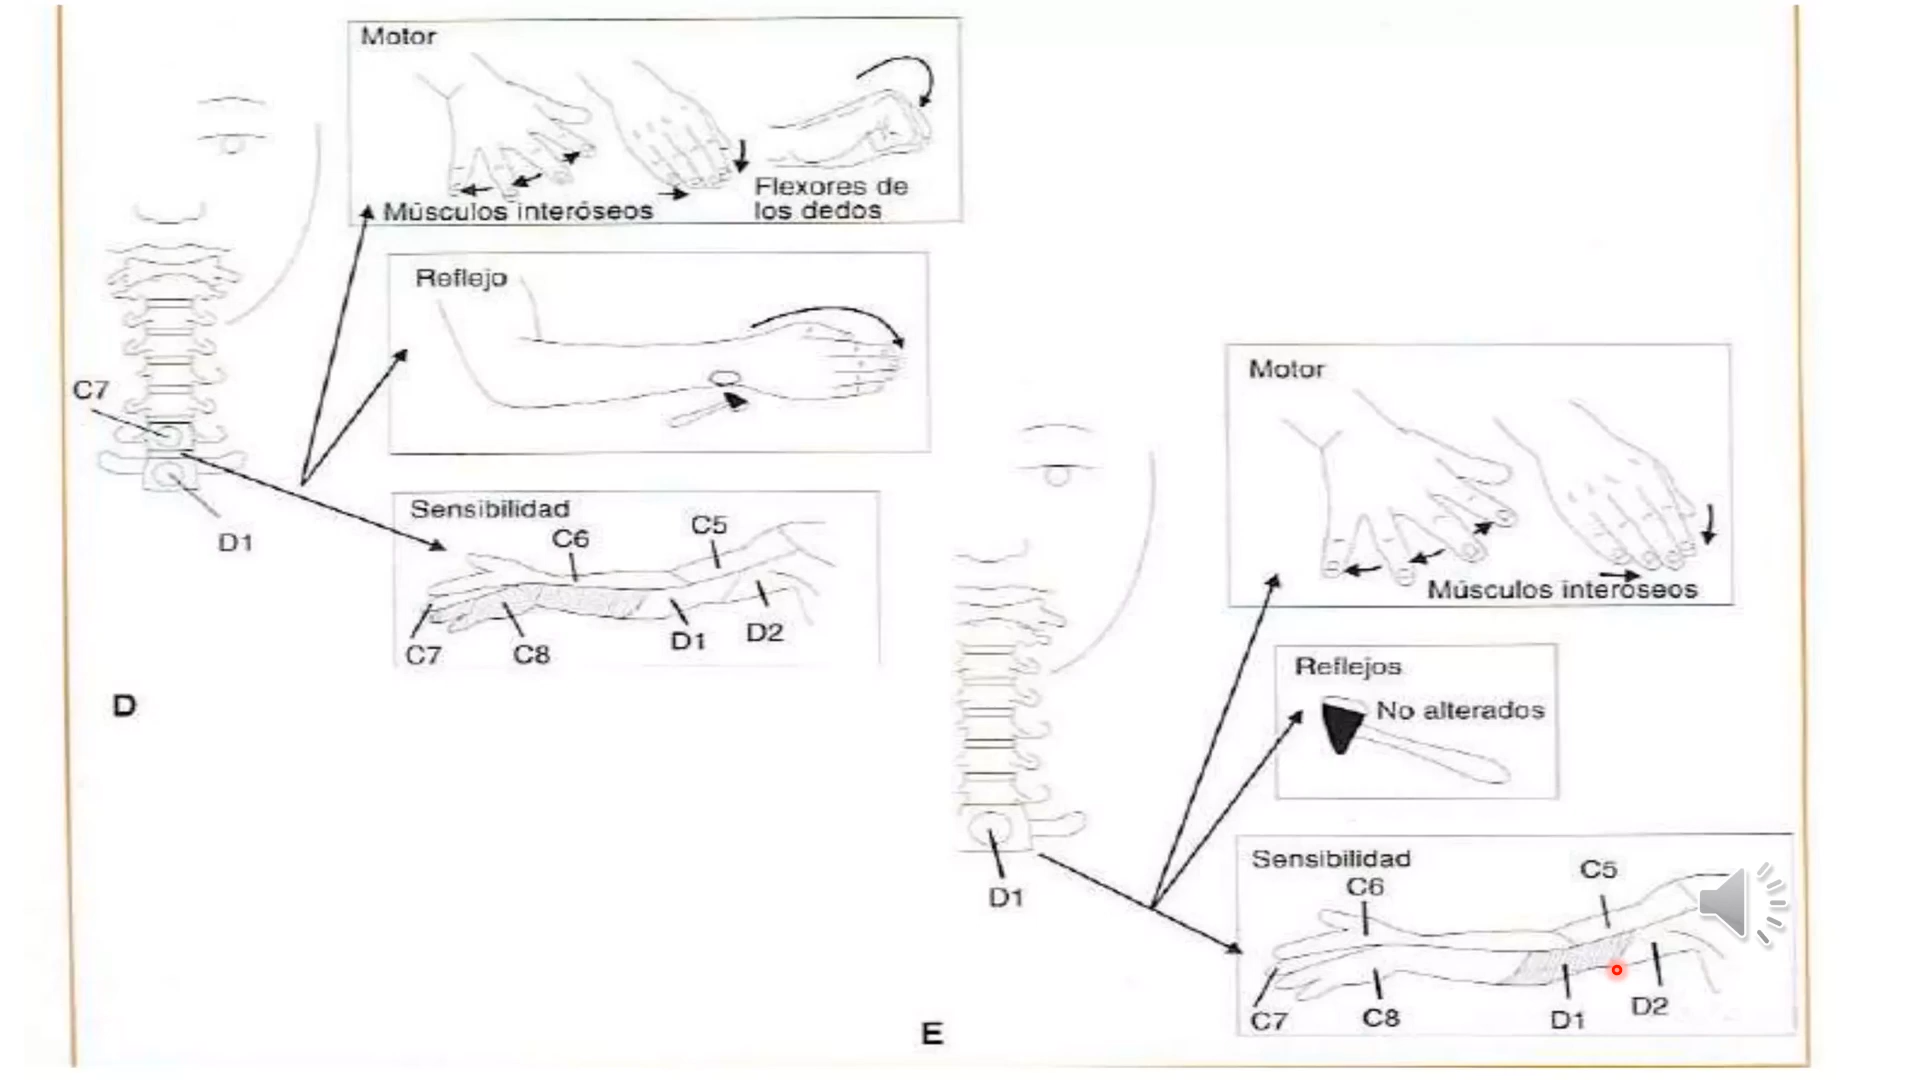 Motor
Músculos interóseos
Flexores de
los dedos
Reflejo
C7
D1
Sensibilidad
C6
C5
C7
C8
D1
D2
D
Motor
Músculos interóseos
Reflejos
No alterados
D1
Sensibilidad
C6
C5
C7
C8
D1
D2
E